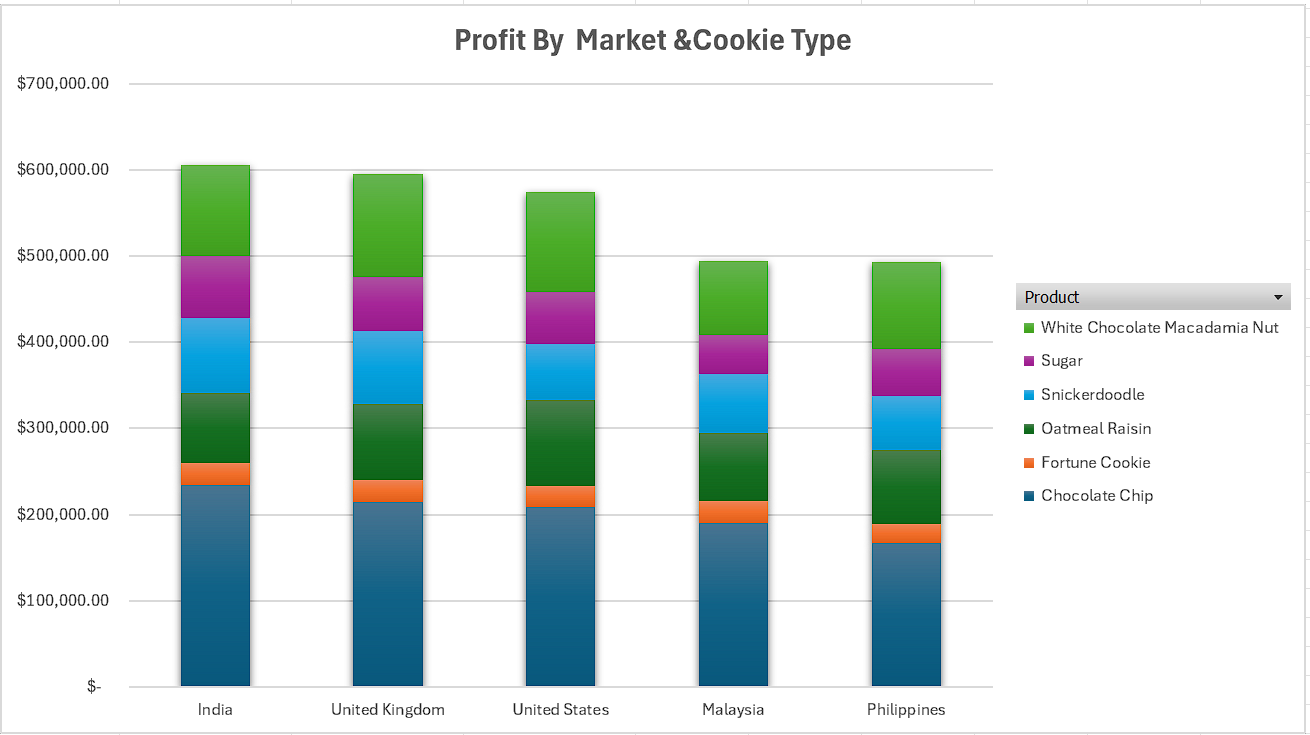 Profit By  Market &Cookie Type
$700,000.00
$600,000.00
$500,000.00
$400,000.00
$300,000.00
$200,000.00
$100,000.00
$-
India
United Kingdom
United States
Malaysia
Philippines
Product
White Chocolate Macadamia Nut
Sugar
Snickerdoodle
Oatmeal Raisin
Fortune Cookie
Chocolate Chip